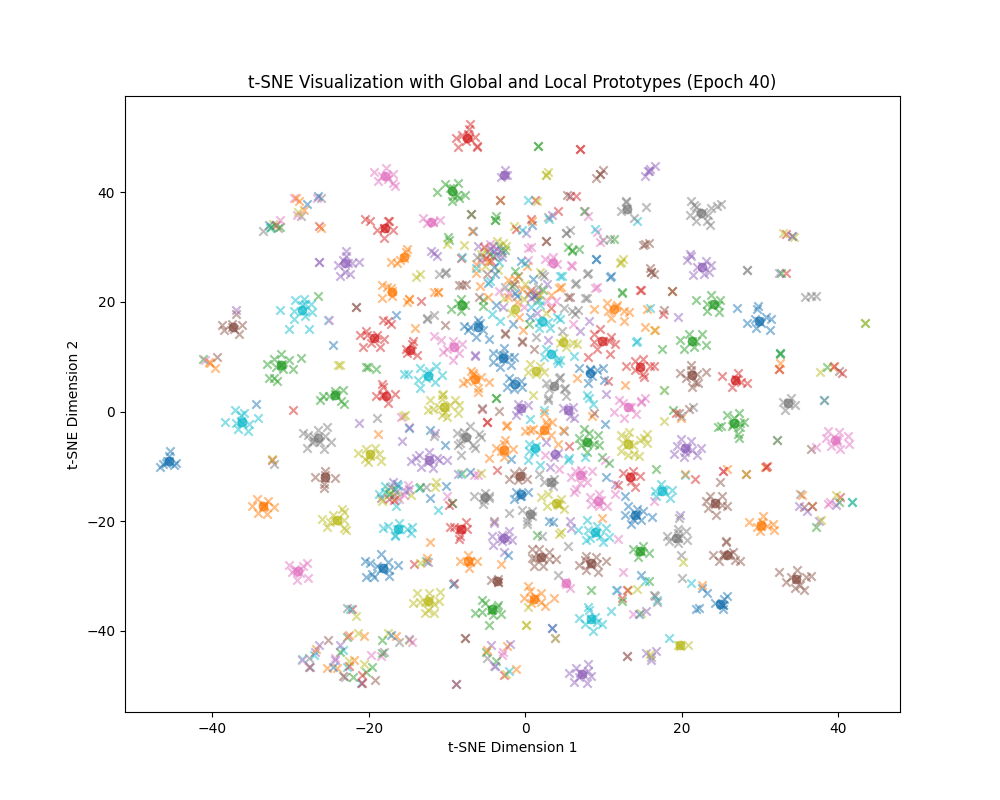 t-SNE Visualization with Global and Local Prototypes (Epoch 40)
40
20
0
−20
−40
t-SNE Dimension 2
−40 −20 0 20 40
t-SNE Dimension 1